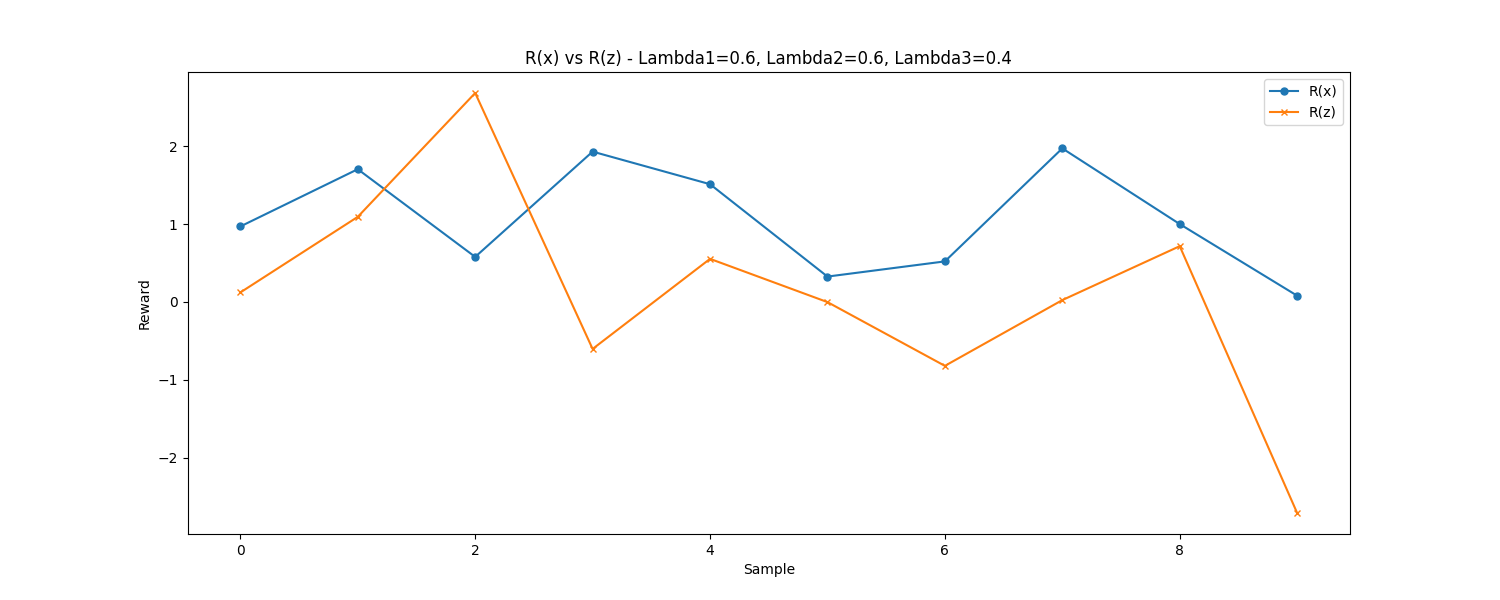 R(x) vs R(z) - Lambda1=0.6, Lambda2=0.6, Lambda3=0.4
R(x)
R(z)
Reward
2
1
0
−1
−2
0 2 4 6 8
Sample